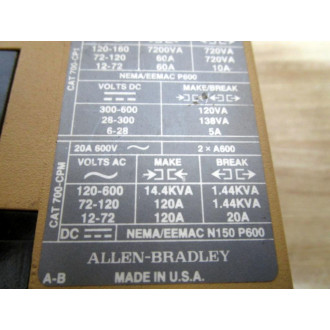 120-160 7200VA 720VA
72-120 60A 720VA
12-72 60A 10A
CAT 700-CP1
NEMA/EEMAC P600
VOLTS DC MAKE/BREAK
300-600 120VA
28-300 138VA
6-28 5A
20A 600V 2 × A600
CAT 700-CPM
VOLTS AC MAKE BREAK
120-600 14.4KVA 1.44KVA
72-120 120A 1.44KVA
12-72 120A 20A
DC NEMA/EEMAC N150 P600
ALLEN-BRADLEY
A-B MADE IN U.S.A.